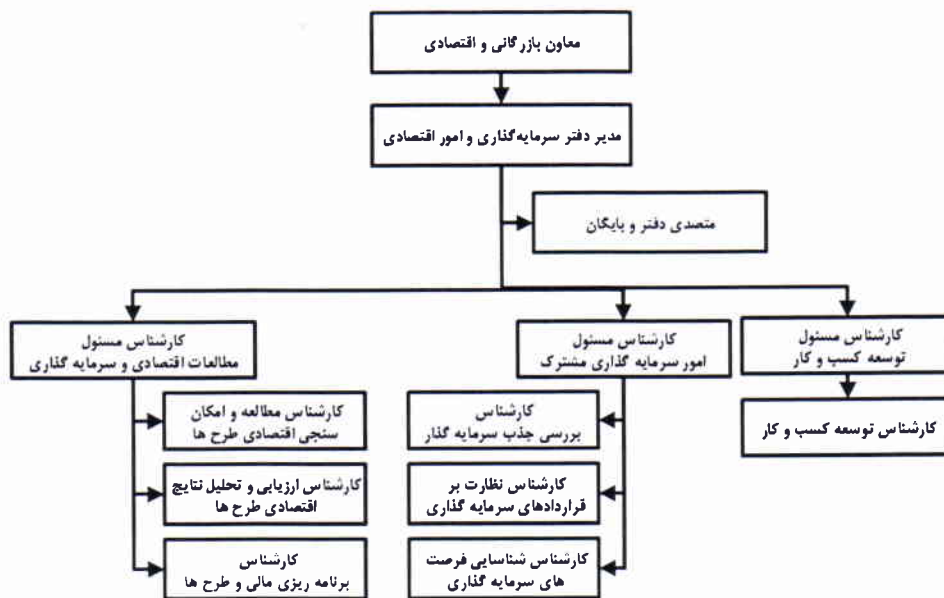 معاون بازرگانی و اقتصادی
مدیر دفتر سرمایه‌گذاری و امور اقتصادی
متصدی دفتر و بایگان
کارشناس مسئول
توسعه کسب و کار
کارشناس توسعه کسب و کار
کارشناس مسئول
امور سرمایه گذاری مشترک
کارشناس
بررسی جذب سرمایه گذار
کارشناس نظارت بر
قراردادهای سرمایه گذاری
کارشناس شناسایی فرصت
های سرمایه گذاری
کارشناس مسئول
مطالعات اقتصادی و سرمایه گذاری
کارشناس مطالعه و امکان
سنجی اقتصادی طرح ها
کارشناس ارزیابی و تحلیل نتایج
اقتصادی طرح ها
کارشناس
برنامه ریزی مالی و طرح ها